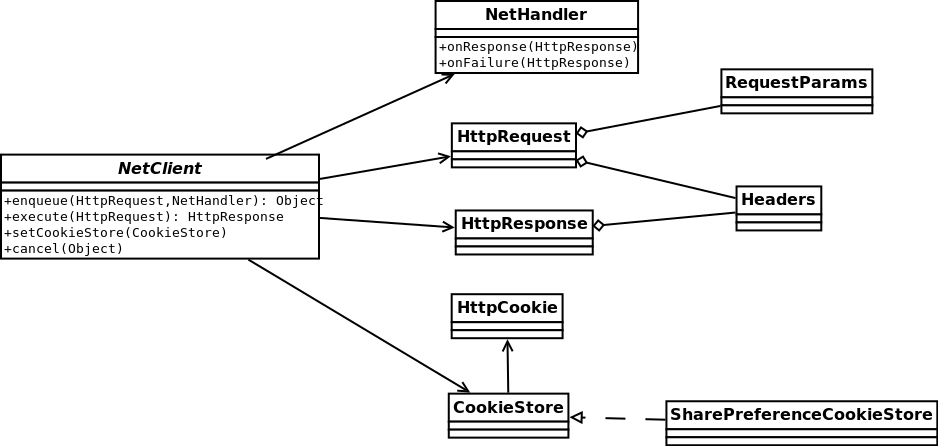 NetHandler
+onResponse(HttpResponse)
+onFailure(HttpResponse)
RequestParams
HttpRequest
NetClient
+enqueue(HttpRequest,NetHandler): Object
+execute(HttpRequest): HttpResponse
+setCookieStore(CookieStore)
+cancel(Object)
Headers
HttpResponse
HttpCookie
CookieStore
SharePreferenceCookieStore